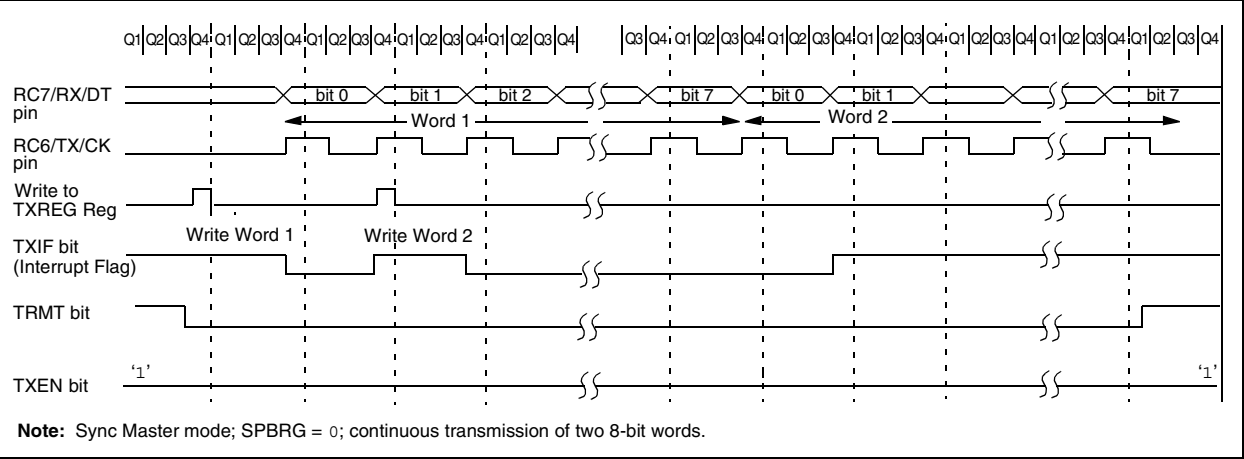 Q1 Q2 Q3 Q4 Q1 Q2 Q3 Q4 Q1 Q2 Q3 Q4 Q1 Q2 Q3 Q4 Q1 Q2 Q3 Q4 Q3 Q4 Q1 Q2 Q3 Q4 Q1 Q2 Q3 Q4 Q1 Q2 Q3 Q4 Q1 Q2 Q3 Q4 Q1 Q2 Q3 Q4 Q1 Q2 Q3 Q4
RC7/RX/DT
pin
bit 0 bit 1 bit 2 bit 7 bit 0 bit 1 bit 7
Word 1 Word 2
RC6/TX/CK
pin
Write to
TXREG Reg
Write Word 1 Write Word 2
TXIF bit
(Interrupt Flag)
TRMT bit
TXEN bit
‘1’ ‘1’
Note: Sync Master mode; SPBRG = 0; continuous transmission of two 8-bit words.